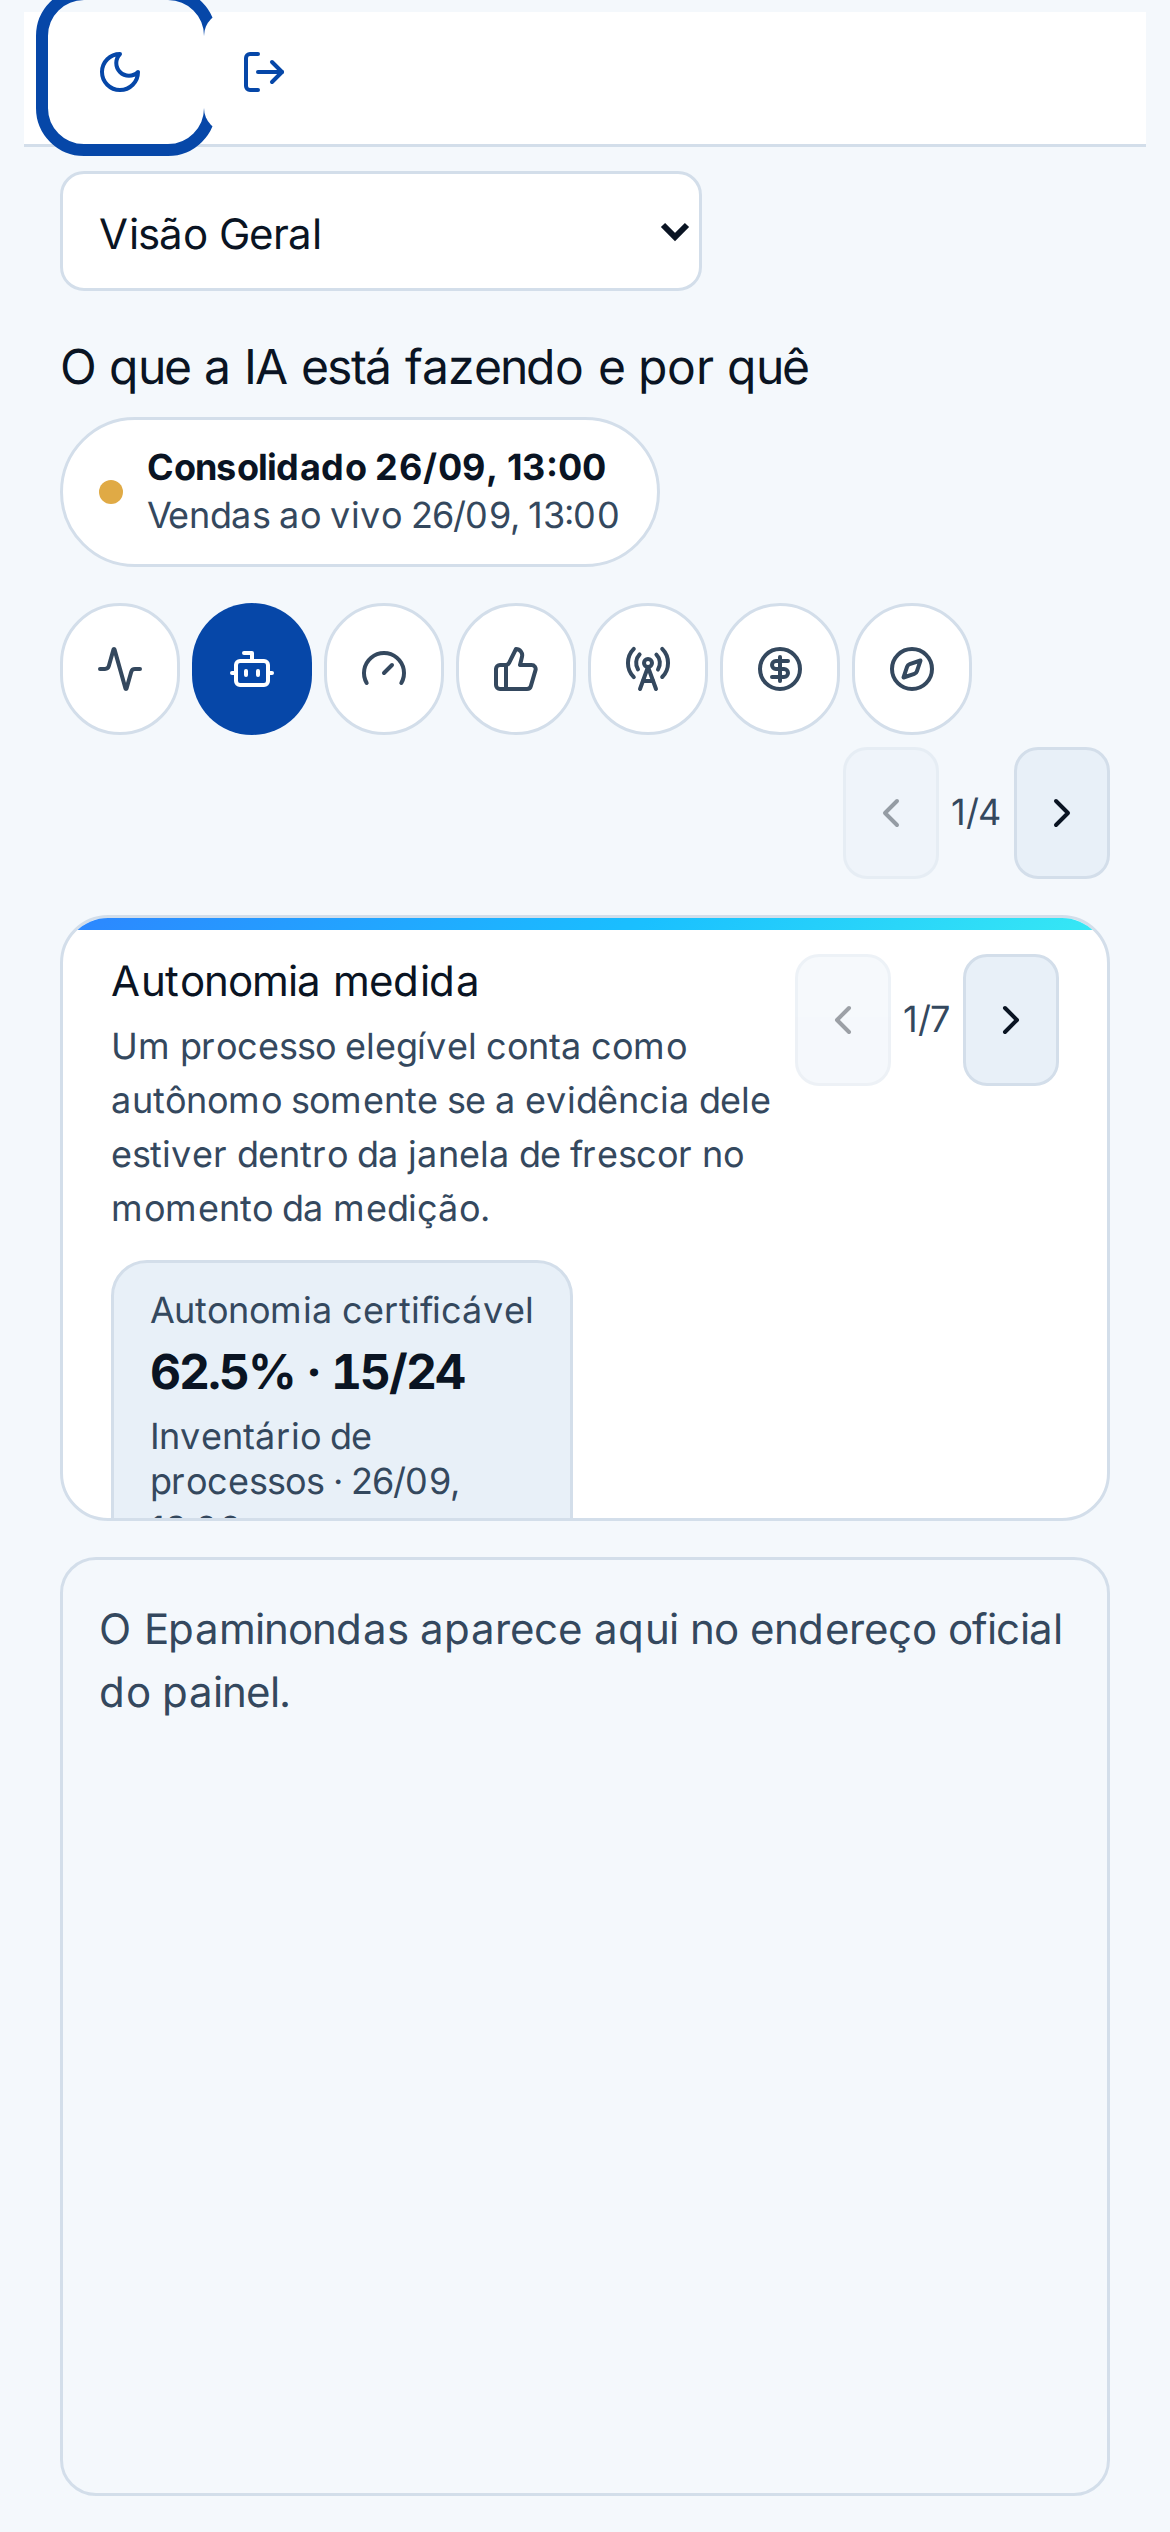 Visão Geral
O que a IA está fazendo e por quê
Consolidado 26/09, 13:00
Vendas ao vivo 26/09, 13:00
1/4
Autonomia medida
1/7
Um processo elegível conta como
autônomo somente se a evidência dele
estiver dentro da janela de frescor no
momento da medição.
Autonomia certificável
62.5% · 15/24
Inventário de
processos · 26/09,
O Epaminondas aparece aqui no endereço oficial
do painel.